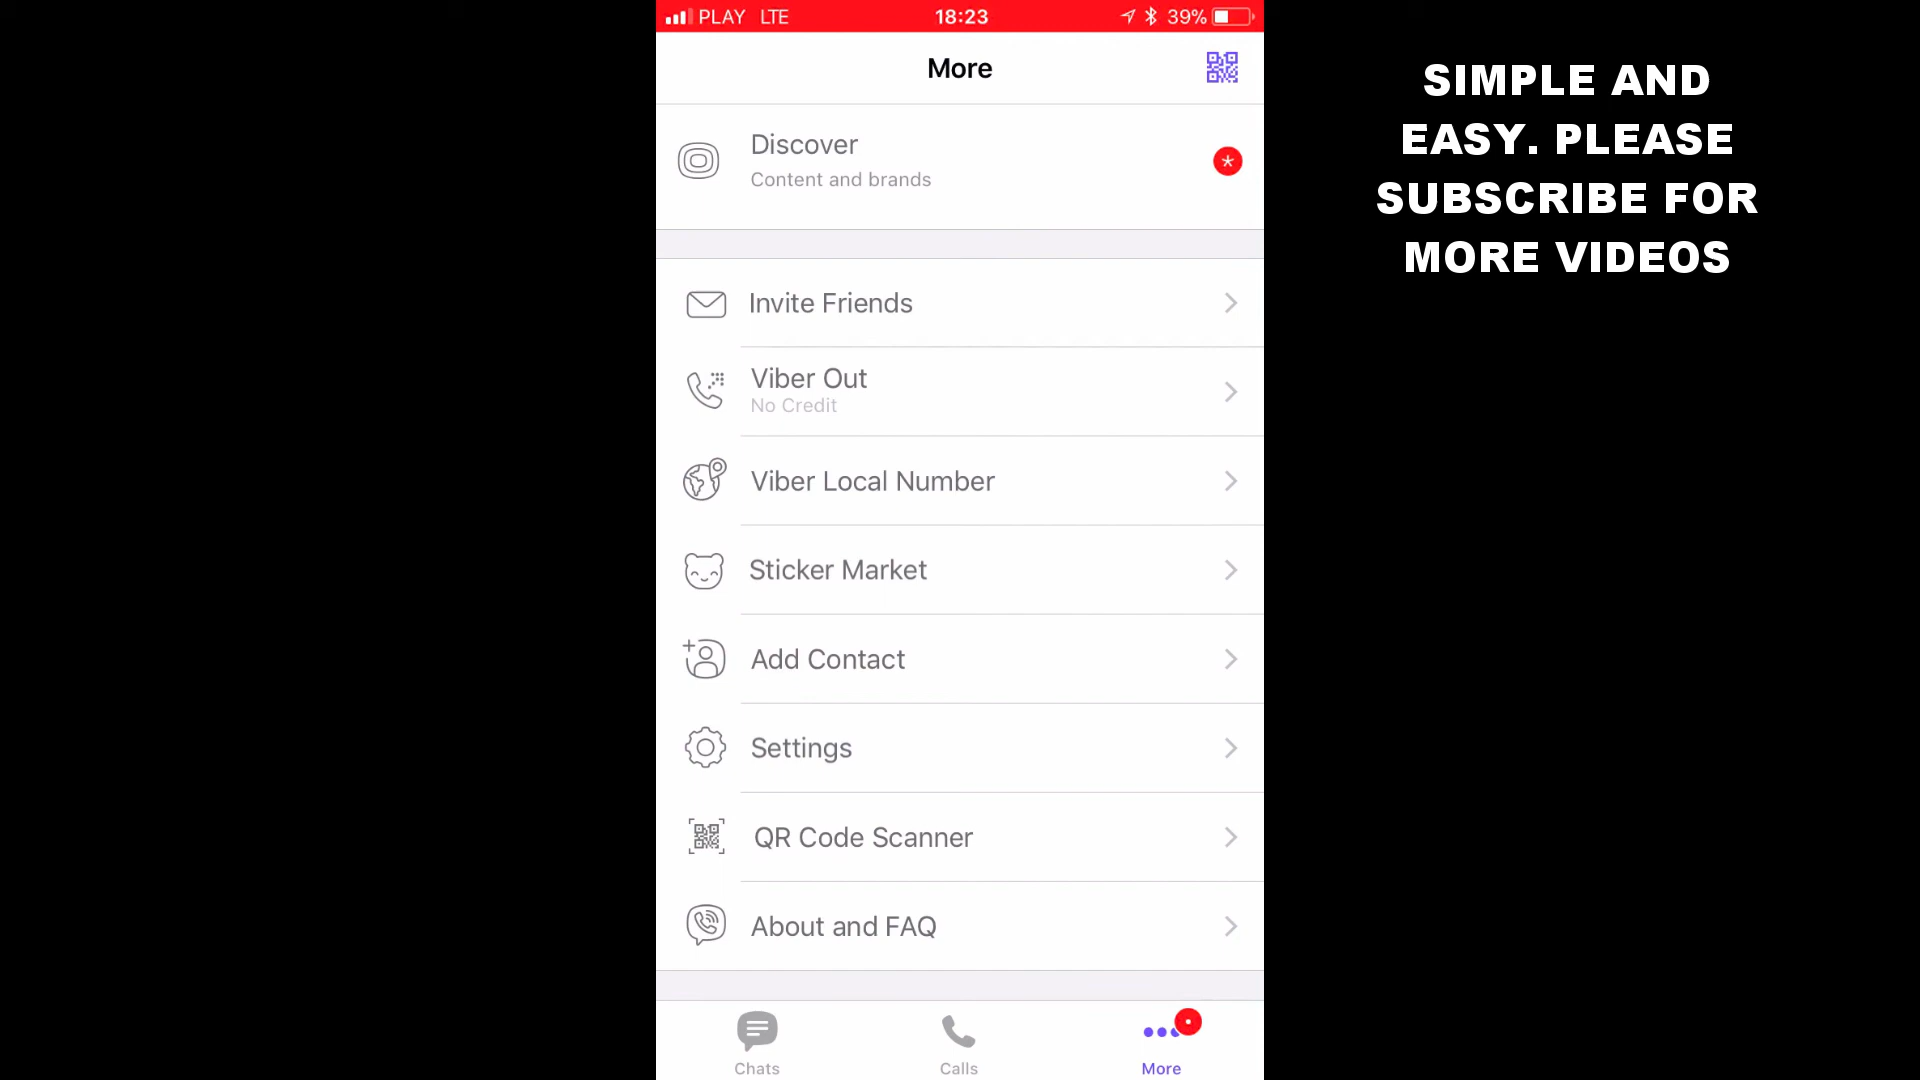 PLAY LTE 18:23 39%
More
Discover
Content and brands
Invite Friends
Viber Out
No Credit
Viber Local Number
Sticker Market
Add Contact
Settings
QR Code Scanner
About and FAQ
Chats Calls More
SIMPLE AND
EASY. PLEASE
SUBSCRIBE FOR
MORE VIDEOS